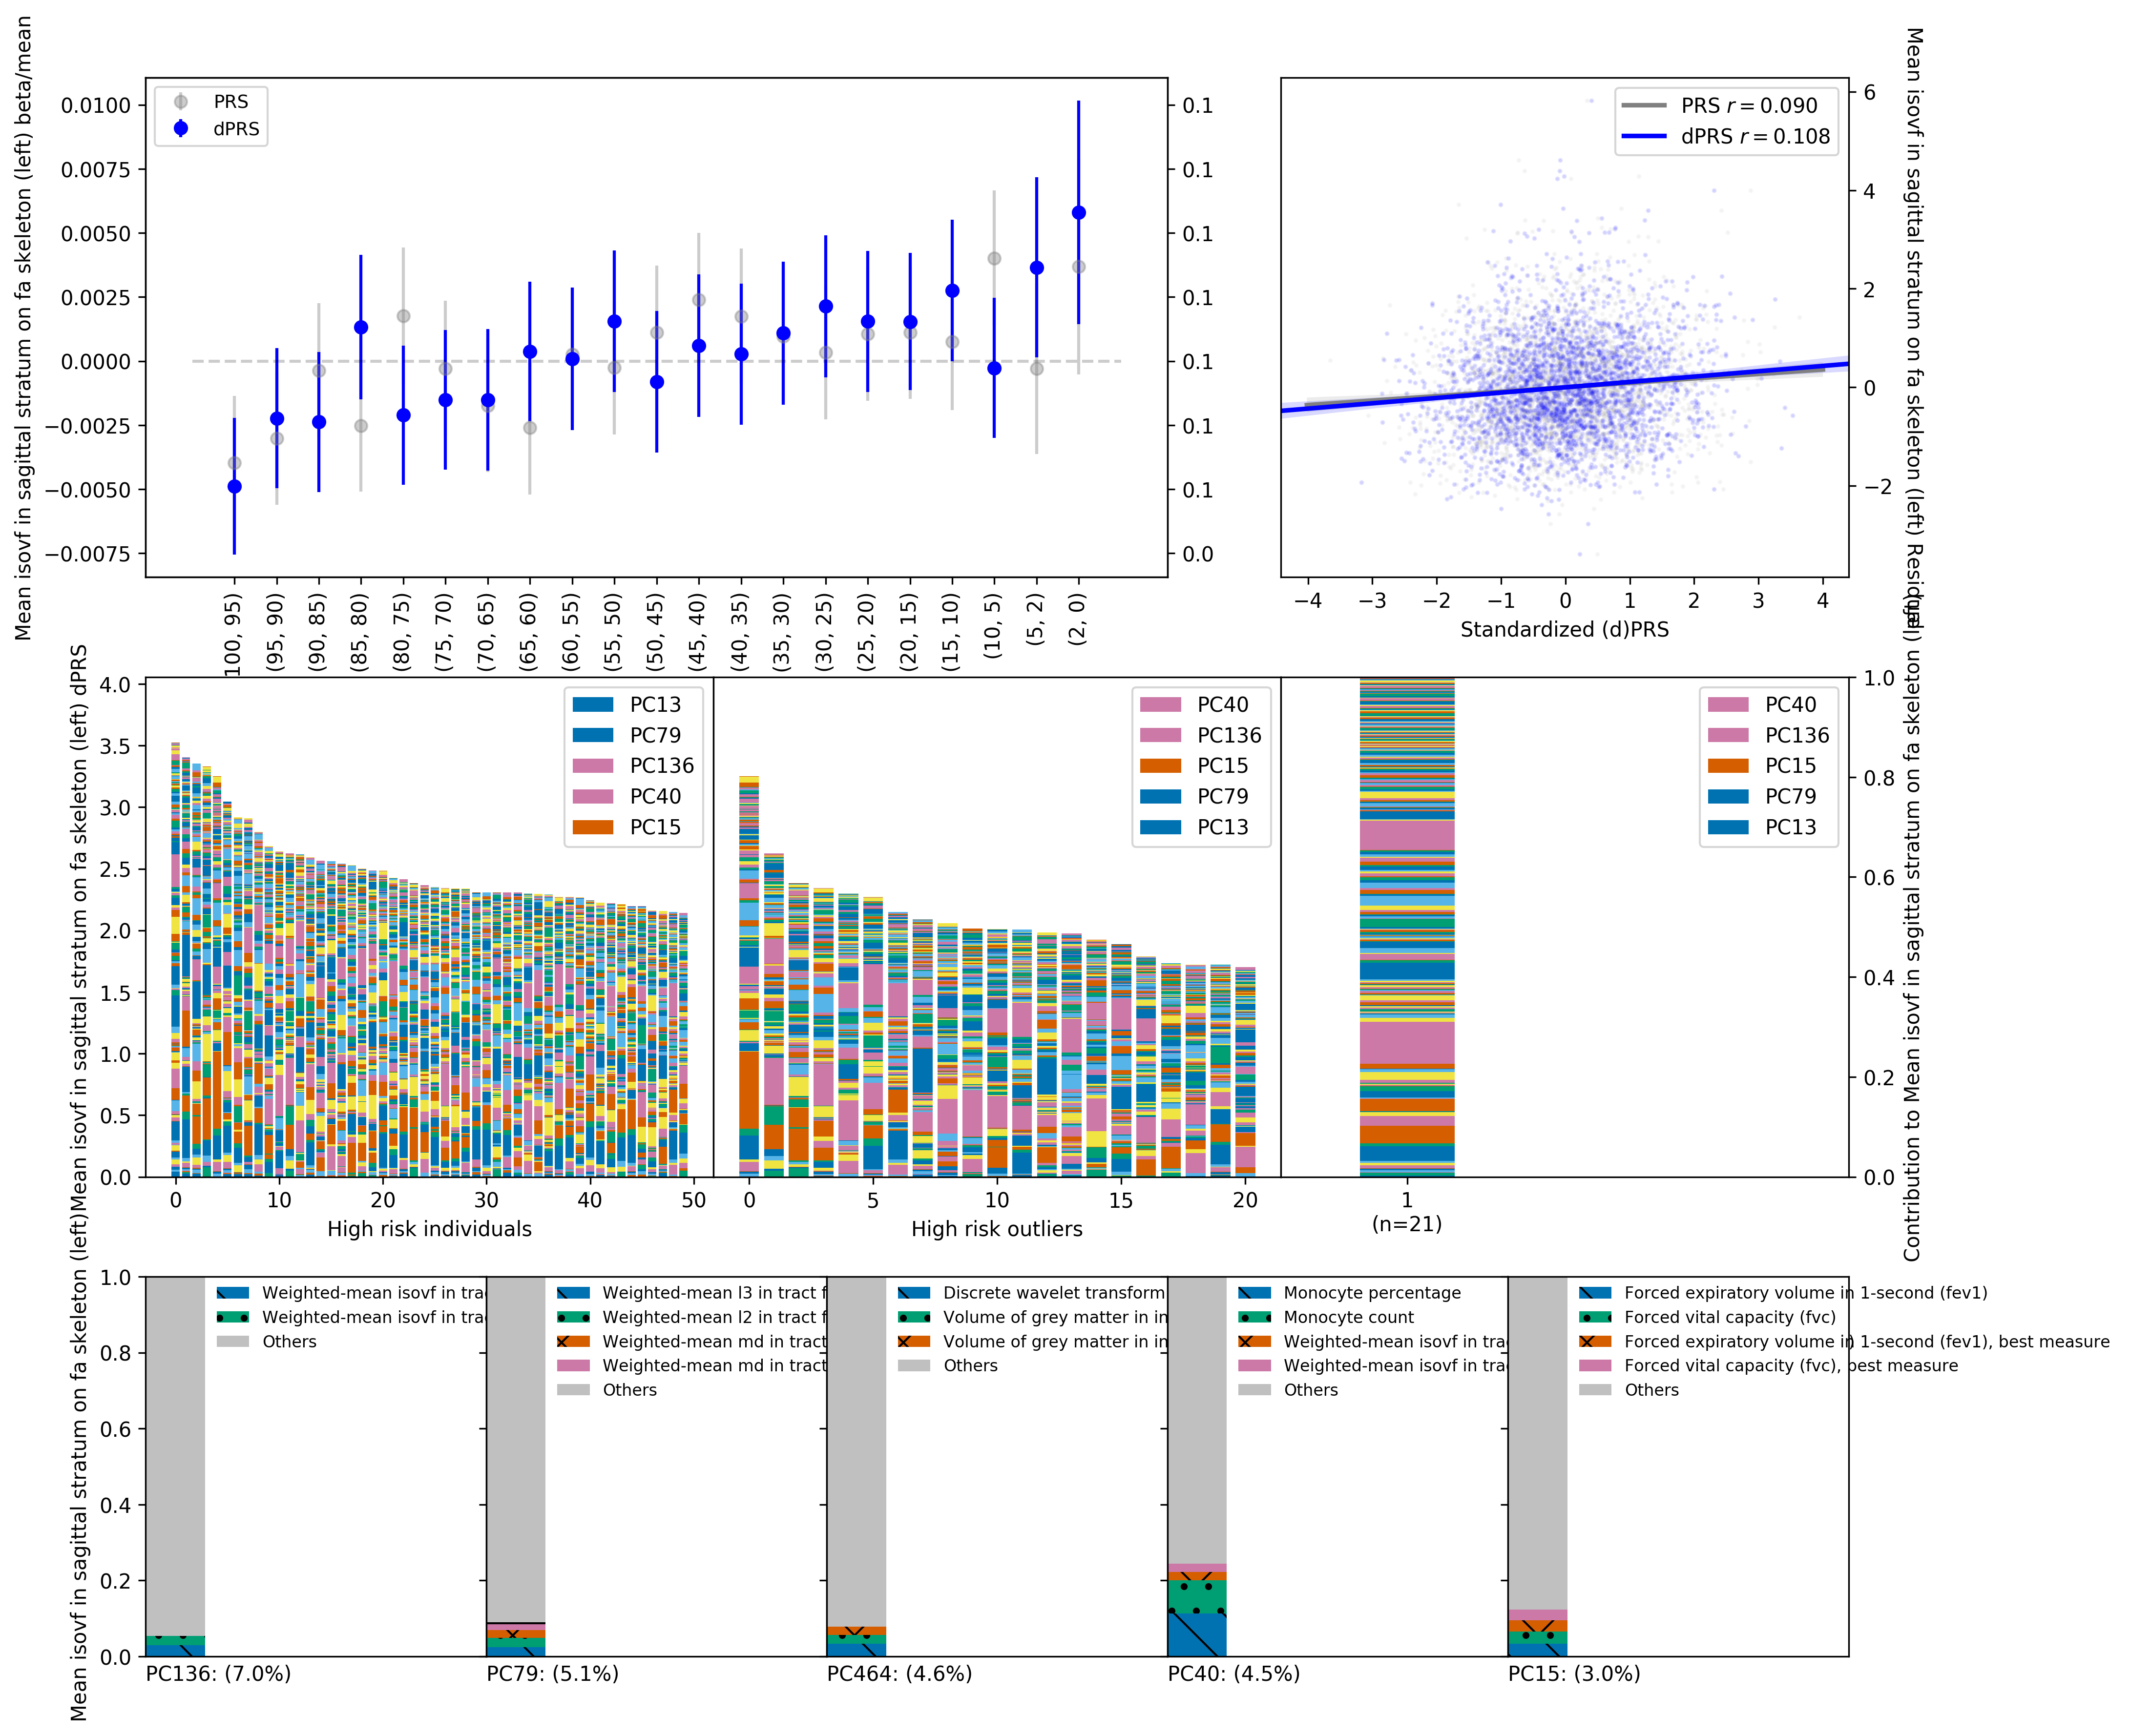 Mean isovf in sagittal stratum on fa skeleton (left) beta/mean
0.0100
0.0075
0.0050
0.0025
0.0000
−0.0025
−0.0050
−0.0075
PRS
dPRS
0.1
0.1
0.1
0.1
0.1
0.1
0.1
0.0
100, 95)
(95, 90)
(90, 85)
(85, 80)
(80, 75)
(75, 70)
(70, 65)
(65, 60)
(60, 55)
(55, 50)
(50, 45)
(45, 40)
(40, 35)
(35, 30)
(30, 25)
(25, 20)
(20, 15)
(15, 10)
(10, 5)
(5, 2)
(2, 0)
PRS r = 0.090
dPRS r = 0.108
6
4
2
0
−2
−4
−3
−2
−1
0
1
2
3
4
Standardized (d)PRS
Mean isovf in sagittal stratum on fa skeleton (left) Residual
Mean isovf in sagittal stratum on fa skeleton (left) dPRS
4.0
3.5
3.0
2.5
2.0
1.5
1.0
0.5
0.0
PC13
PC79
PC136
PC40
PC15
0
10
20
30
40
50
High risk individuals
PC40
PC136
PC15
PC79
PC13
0
5
10
15
20
High risk outliers
PC40
PC136
PC15
PC79
PC13
1
(n=21)
1.0
0.8
0.6
0.4
0.2
0.0
Contribution to Mean isovf in sagittal stratum on fa skeleton (left)
Mean isovf in sagittal stratum on fa skeleton (left)
1.0
0.8
0.6
0.4
0.2
0.0
Weighted-mean isovf in trac
Weighted-mean isovf in trac
Others
PC136: (7.0%)
Weighted-mean l3 in tract f
Weighted-mean l2 in tract f
Weighted-mean md in tract
Weighted-mean md in tract
Others
PC79: (5.1%)
Discrete wavelet transform
Volume of grey matter in in
Volume of grey matter in in
Others
PC464: (4.6%)
Monocyte percentage
Monocyte count
Weighted-mean isovf in trac
Weighted-mean isovf in trac
Others
PC40: (4.5%)
Forced expiratory volume in 1-second (fev1)
Forced vital capacity (fvc)
Forced expiratory volume in 1-second (fev1), best measure
Forced vital capacity (fvc), best measure
Others
PC15: (3.0%)